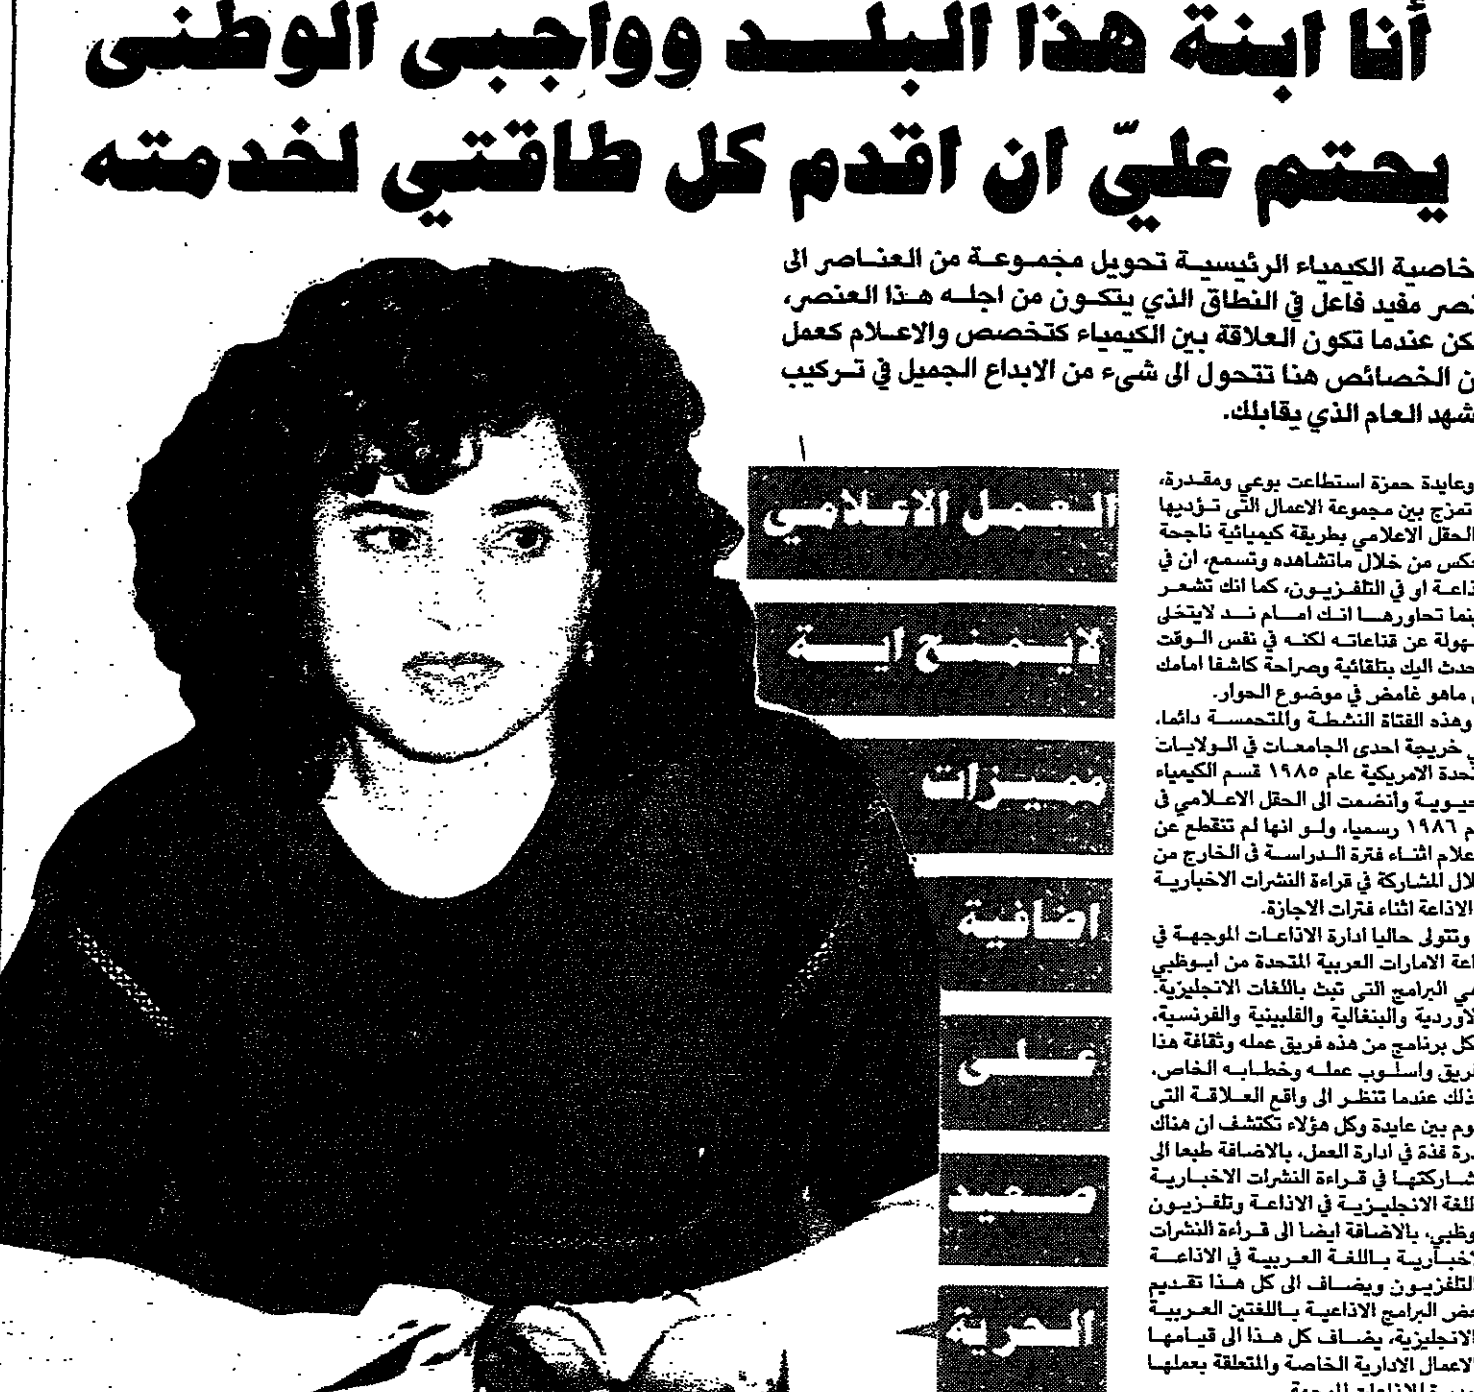 أنا ابنة هذا البلد وواجبى الوطنى
يحتم عليّ ان اقدم كل طاقتي لخدمته
خاصية الكيمياء الرئيسية تحويل مجموعة من العناصر الى
نصر مفيد فاعل في النطاق الذي يتكون من اجله هذا العنصر،
كن عندما تكون العلاقة بين الكيمياء كتخصص والاعلام كعمل
ن الخصائص هنا تتحول الى شىء من الابداع الجميل في تركيب
شهد العام الذي يقابلك.
العمل الاعلامي
لايمنح اية
مميزات
اضافية
على
صعيد
الحرية
وعايدة حمزة استطاعت بوعي ومقدرة،
تمزج بين مجموعة الاعمال التى تؤديها
الحقل الاعلامي بطريقة كيميائية ناجحة
عكس من خلال ماتشاهده وتسمع، ان في
ذاعة او في التلفزيون، كما انك تشعر
ينما تحاورها انك امام ند لايتخلى
هولة عن قناعاته لكنه في نفس الوقت
حدث اليك بتلقائية وصراحة كاشفا امامك
ماهو غامض في موضوع الحوار.
وهذه الفتاة النشطة والمتحمسة دائما،
ي خريجة احدى الجامعات في الولايات
تحدة الامريكية عام ١٩٨٥ قسم الكيمياء
حيوية وانضمت الى الحقل الاعلامي فى
م ١٩٨٦ رسميا، ولو انها لم تنقطع عن
علام اثناء فترة الدراسة فى الخارج من
لال المشاركة في قراءة النشرات الاخبارية
الاذاعة اثناء فترات الاجازة.
وتتولى حاليا ادارة الاذاعات الموجهة في
اعة الامارات العربية المتحدة من ابوظبي
مي البرامج التى تبث باللغات الانجليزية.
لاوردية والبنغالية والفلبينية والفرنسية،
كل برنامج من هذه فريق عمله وثقافة هذا
فريق واسلوب عمله وخطابه الخاص.
ذلك عندما تنظر الى واقع العلاقة التى
وم بين عايدة وكل هؤلاء تكتشف ان هناك
درة فذة في ادارة العمل، بالاضافة طبعا الى
شاركتها في قراءة النشرات الاخبارية
للغة الانجليزية في الاذاعة وتلفزيون
وظبي، بالاضافة ايضا الى قراءة النشرات
لاخبارية باللغة العربية في الاذاعة
التلفزيون ويضاف الى كل هذا تقديم
عض البرامج الاذاعية باللغتين العربية
الانجليزية، يضاف كل هذا الى قيامها
الاعمال الادارية الخاصة والمتعلقة بعملها